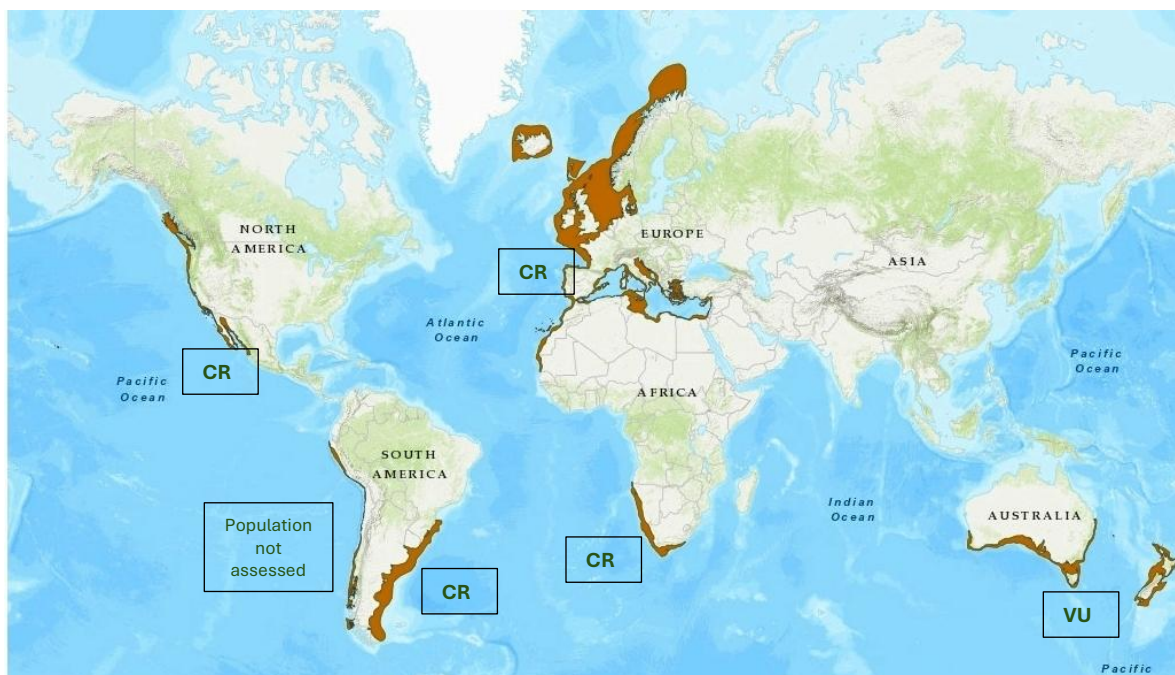 NORTH
AMERICA
EUROPE
ASIA
CR
Atlantic
Ocean
CR
Pacific
Ocean
Pacific
Ocean
AFRICA
SOUTH
AMERICA
Indian
Ocean
AUSTRALIA
Population
not
assessed
CR
CR
VU
Pacific